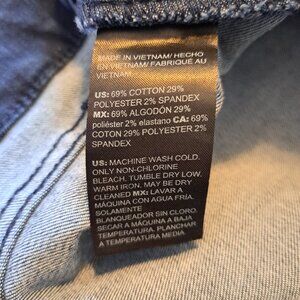 MADE IN VIETNAM/ HECHO
EN VIETNAM/ FABRIQUÉ AU
VIETNAM
US: 69% COTTON 29%
POLYESTER 2% SPANDEX
MX: 69% ALGODÓN 29%
poliéster 2% elastano CA: 69%
COTON 29% POLYESTER 2%
SPANDEX
US: MACHINE WASH COLD.
ONLY NON-CHLORINE
BLEACH. TUMBLE DRY LOW.
WARM IRON. MAY BE DRY
CLEANED MX: LAVAR A
MÁQUINA CON AGUA FRÍA.
SOLAMENTE
BLANQUEADOR SIN CLORO.
SECAR A MÁQUINA A BAJA
TEMPERATURA. PLANCHAR
A TEMPERATURA MEDIA.